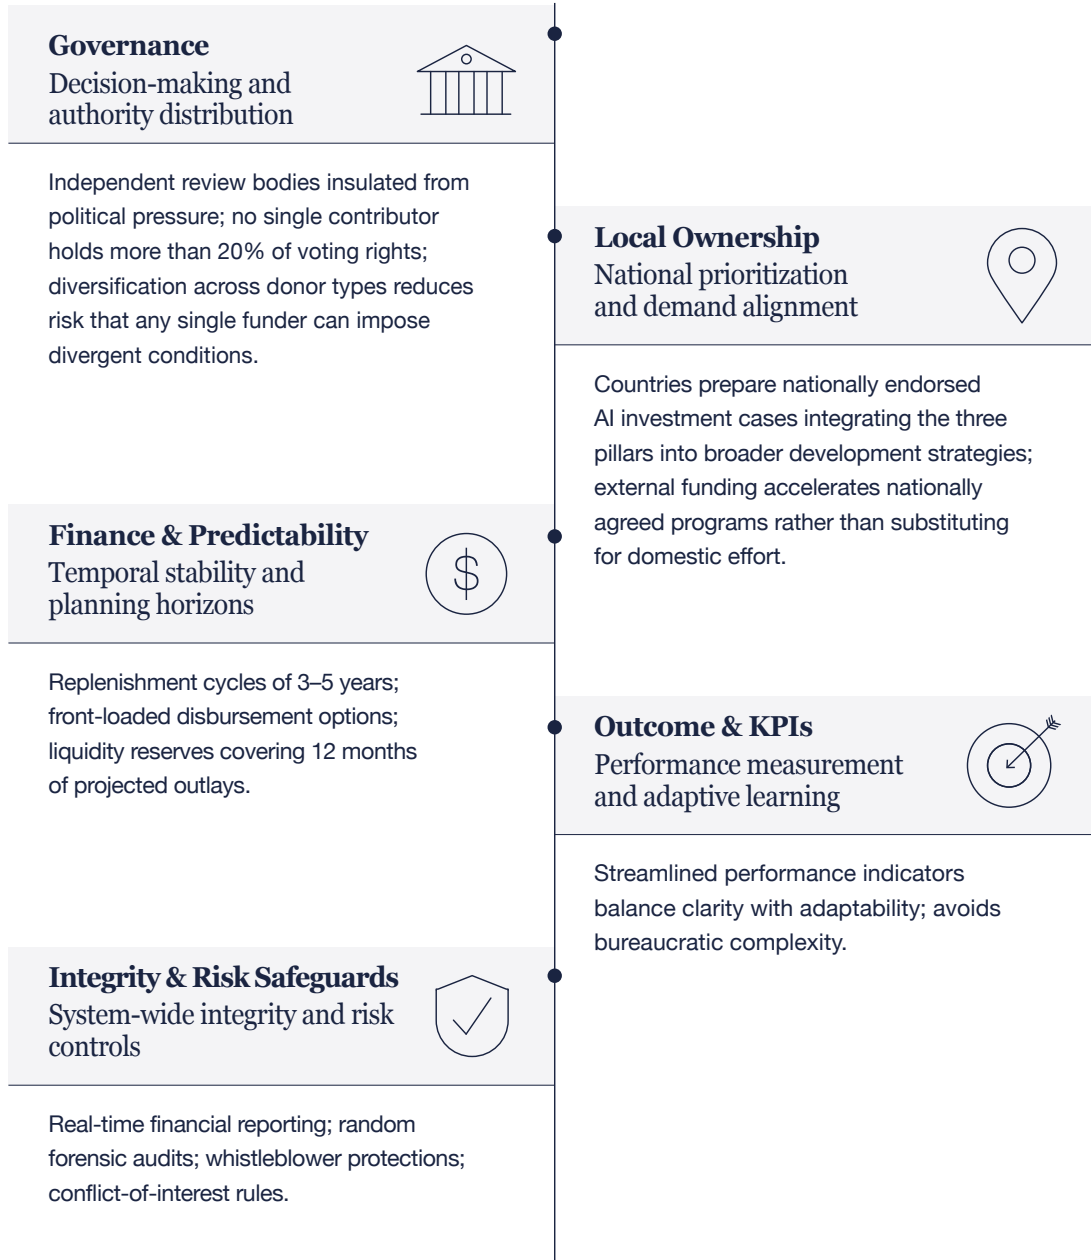 Governance
Decision-making and
authority distribution
Independent review bodies insulated from
political pressure; no single contributor
holds more than 20% of voting rights;
diversification across donor types reduces
risk that any single funder can impose
divergent conditions.
Local Ownership
National prioritization
and demand alignment
Countries prepare nationally endorsed
AI investment cases integrating the three
pillars into broader development strategies;
external funding accelerates nationally
agreed programs rather than substituting
for domestic effort.
Finance & Predictability
Temporal stability and
planning horizons
$
Replenishment cycles of 3–5 years;
front-loaded disbursement options;
liquidity reserves covering 12 months
of projected outlays.
Outcome & KPIs
Performance measurement
and adaptive learning
Streamlined performance indicators
balance clarity with adaptability; avoids
bureaucratic complexity.
Integrity & Risk Safeguards
System-wide integrity and risk
controls
Real-time financial reporting; random
forensic audits; whistleblower protections;
conflict-of-interest rules.